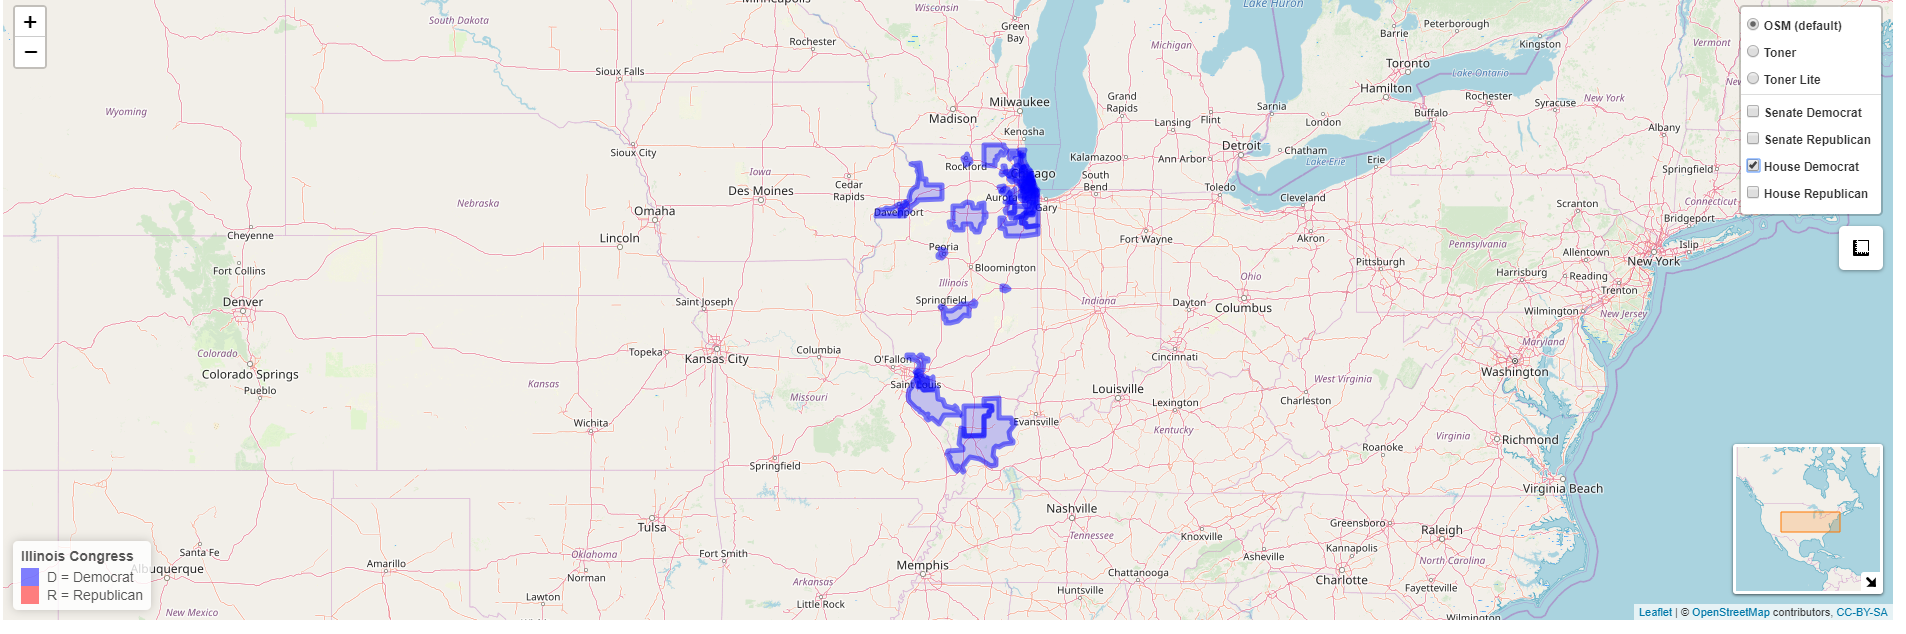 +
−
Minneapolis
Wisconsin
Lake Huron
South Dakota
Green
Bay
Peterborough
Barrie
Kingston
Vermont
Rochester
Michigan
Toronto
Sioux Falls
Lake Ontario
Hamilton
Rochester
Syracuse
New York
Wyoming
Milwaukee
Grand
Rapids
Sarnia
Madison
Lansing
Flint
London
Buffalo
Albany
Kenosha
Sioux City
Kalamazoo
Ann Arbor
Detroit
Chatham
Lake Erie
Erie
Rockford
Springfield
Iowa
Des Moines
Cedar
Rapids
South
Bend
Toledo
Cleveland
Nebraska
Aurora
Gary
Connecticut
Omaha
Davenport
Scranton
Bridgeport
Cheyenne
Lincoln
Peoria
Fort Wayne
Akron
Pennsylvania
Islip
Allentown
New York
Fort Collins
Bloomington
Pittsburgh
Harrisburg
Reading
Trenton
Denver
Saint Joseph
Illinois
Springfield
Indiana
Dayton
Ohio
Columbus
Wilmington
New Jersey
Colorado
Colorado Springs
Pueblo
Topeka
Kansas City
Columbia
O'Fallon
Cincinnati
Maryland
Washington
Kansas
Missouri
Saint Louis
Louisville
Lexington
West Virginia
Charleston
Wichita
Evansville
Kentucky
Roanoke
Virginia
Richmond
Springfield
Virginia Beach
Tulsa
Nashville
Tennessee
Greensboro
Raleigh
Santa Fe
Albuquerque
Amarillo
Oklahoma
Norman
Fort Smith
Memphis
Knoxville
Asheville
Kannapolis
North Carolina
New Mexico
Lawton
Arkansas
Little Rock
Huntsville
Chattanooga
Charlotte
Fayetteville
Wilmington
OSM (default)
Toner
Toner Lite
Senate Democrat
Senate Republican
House Democrat
House Republican
Illinois Congress
D = Democrat
R = Republican
Leaflet | © OpenStreetMap contributors, CC-BY-SA